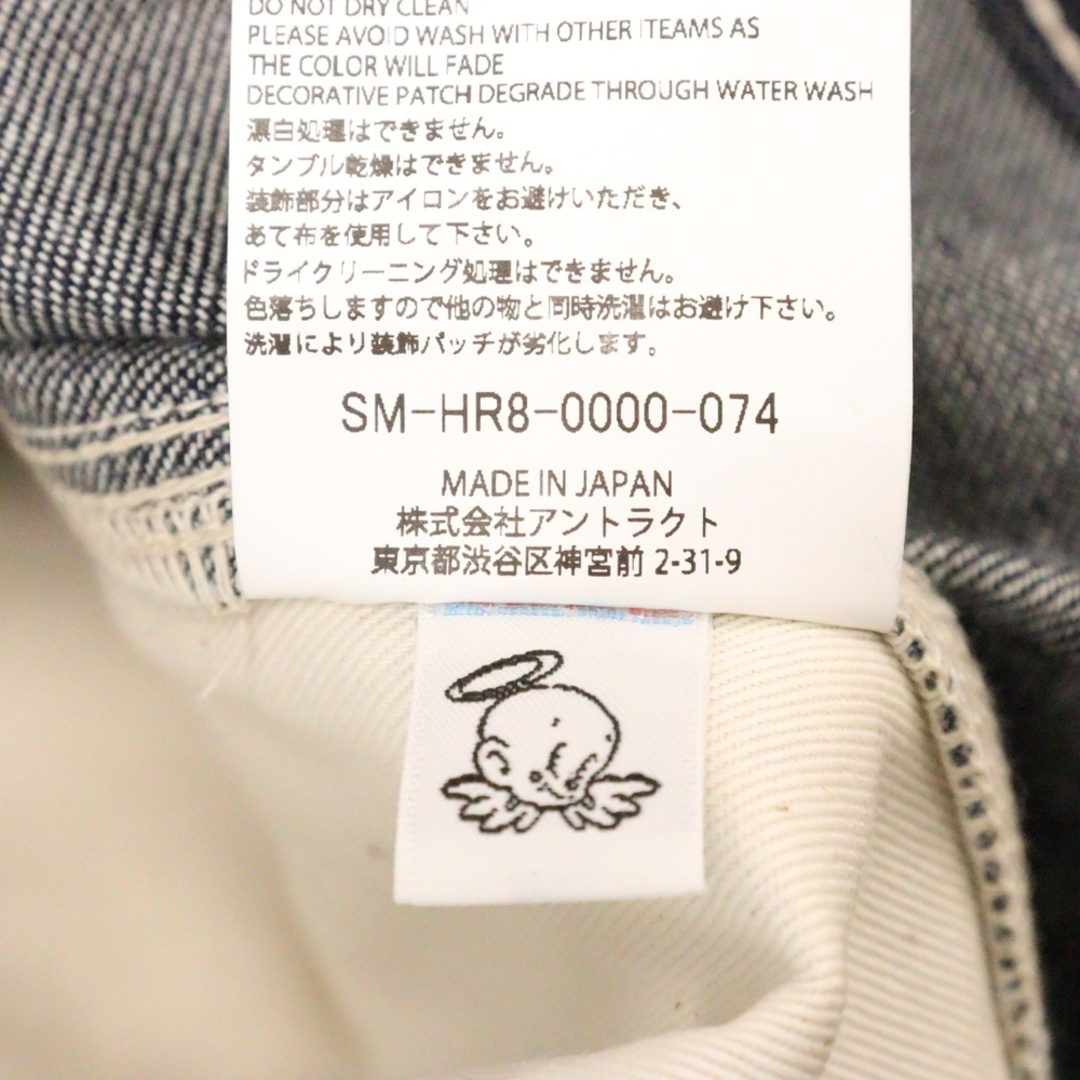 DO NOT DRY CLEAN
PLEASE AVOID WASH WITH OTHER ITEAMS AS
THE COLOR WILL FADE
DECORATIVE PATCH DEGRADE THROUGH WATER WASH
漂白処理はできません。
タンブル乾燥はできません。
装飾部分はアイロンをお避けいただき、
あて布を使用して下さい。
ドライクリーニング処理はできません。
色落ちしますので他の物と同時洗濯はお避け下さい。
洗濯により装飾パッチが劣化します。
SM-HR8-0000-074
MADE IN JAPAN
株式会社アントラクト
東京都渋谷区神宮前 2-31-9